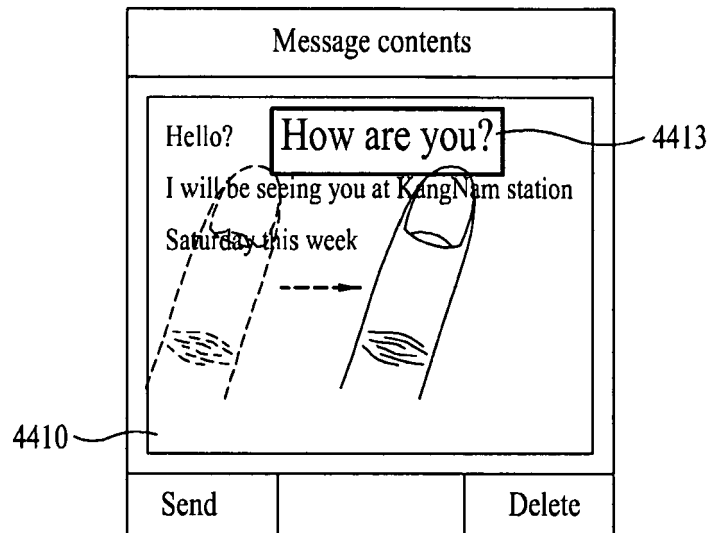 Message contents
Hello? How are you?
4413
I will be seeing you at KangNam station
Saturday this week
4410
Send Delete